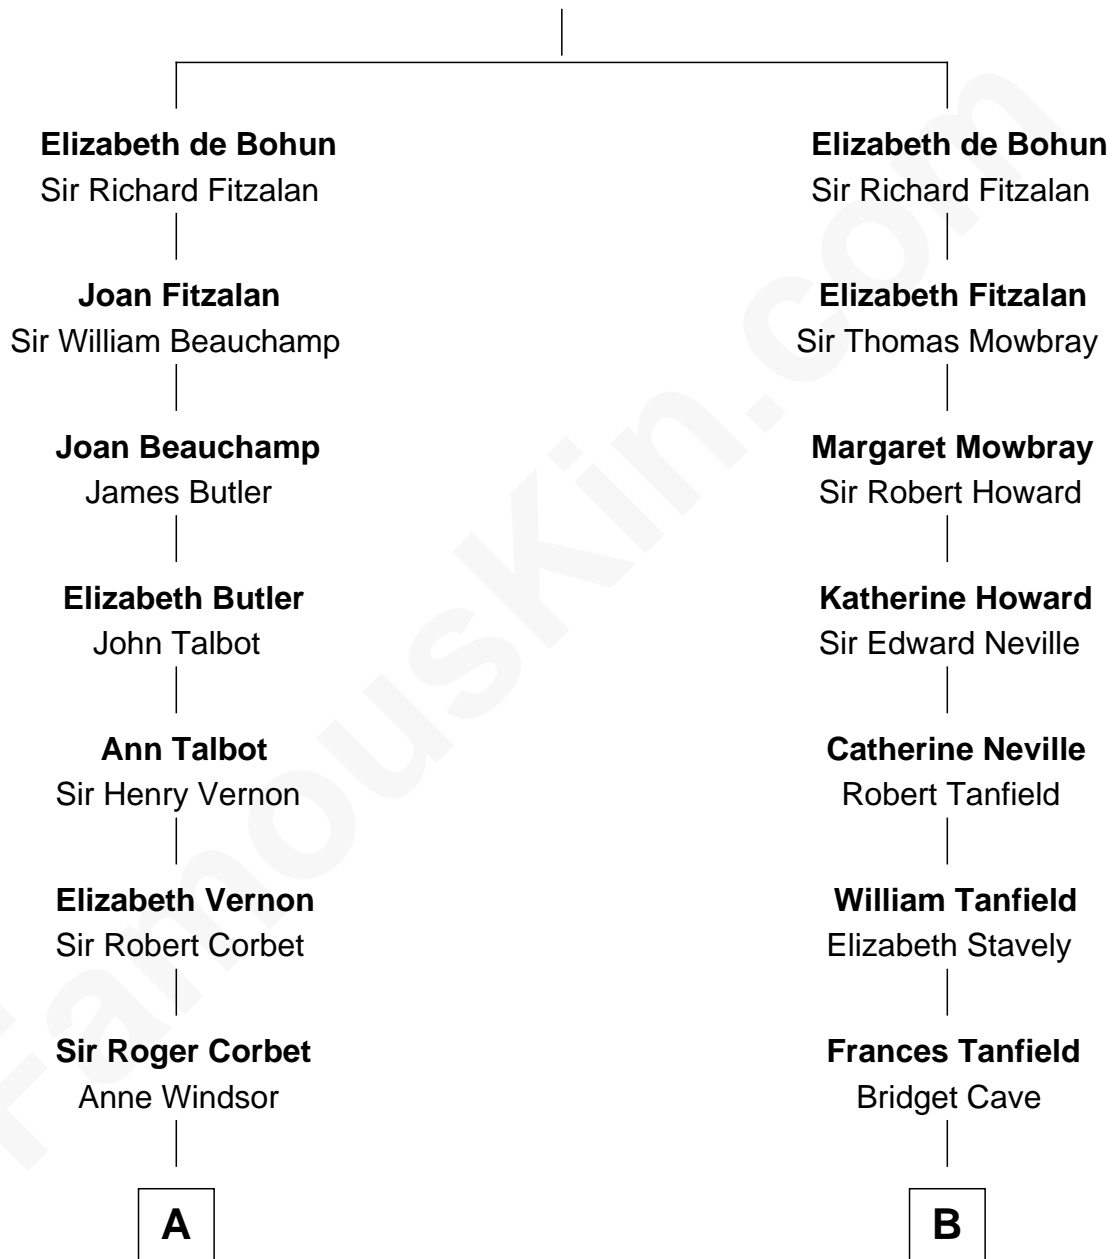 Elizabeth de Bohun
Sir Richard Fitzalan
Joan Fitzalan
Sir William Beauchamp
Joan Beauchamp
James Butler
Elizabeth Butler
John Talbot
Ann Talbot
Sir Henry Vernon
Elizabeth Vernon
Sir Robert Corbet
Sir Roger Corbet
Anne Windsor
A
Elizabeth de Bohun
Sir Richard Fitzalan
Elizabeth Fitzalan
Sir Thomas Mowbray
Margaret Mowbray
Sir Robert Howard
Katherine Howard
Sir Edward Neville
Catherine Neville
Robert Tanfield
William Tanfield
Elizabeth Stavely
Frances Tanfield
Bridget Cave
B
FamousKin.com